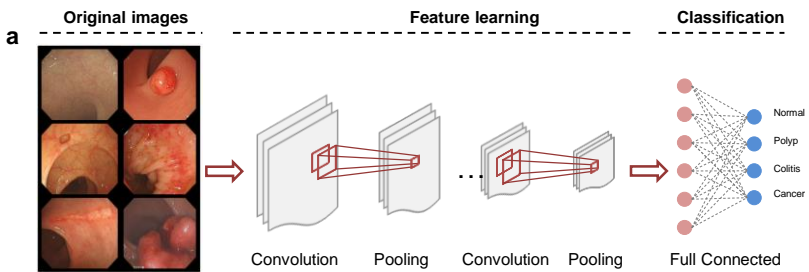 Original images
Feature learning
Classification
a
Normal
Polyp
Colitis
Cancer
...
Convolution
Pooling
Convolution
Pooling
Full Connected